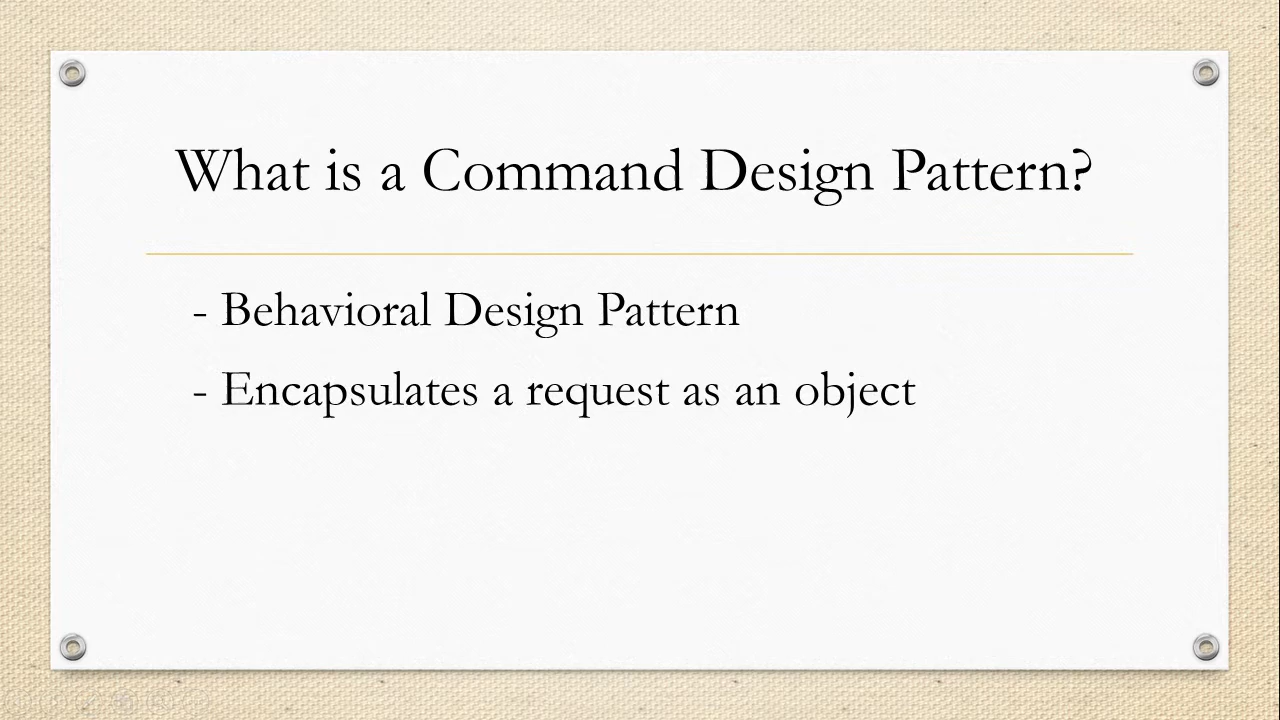 What is a Command Design Pattern?
- Behavioral Design Pattern
- Encapsulates a request as an object